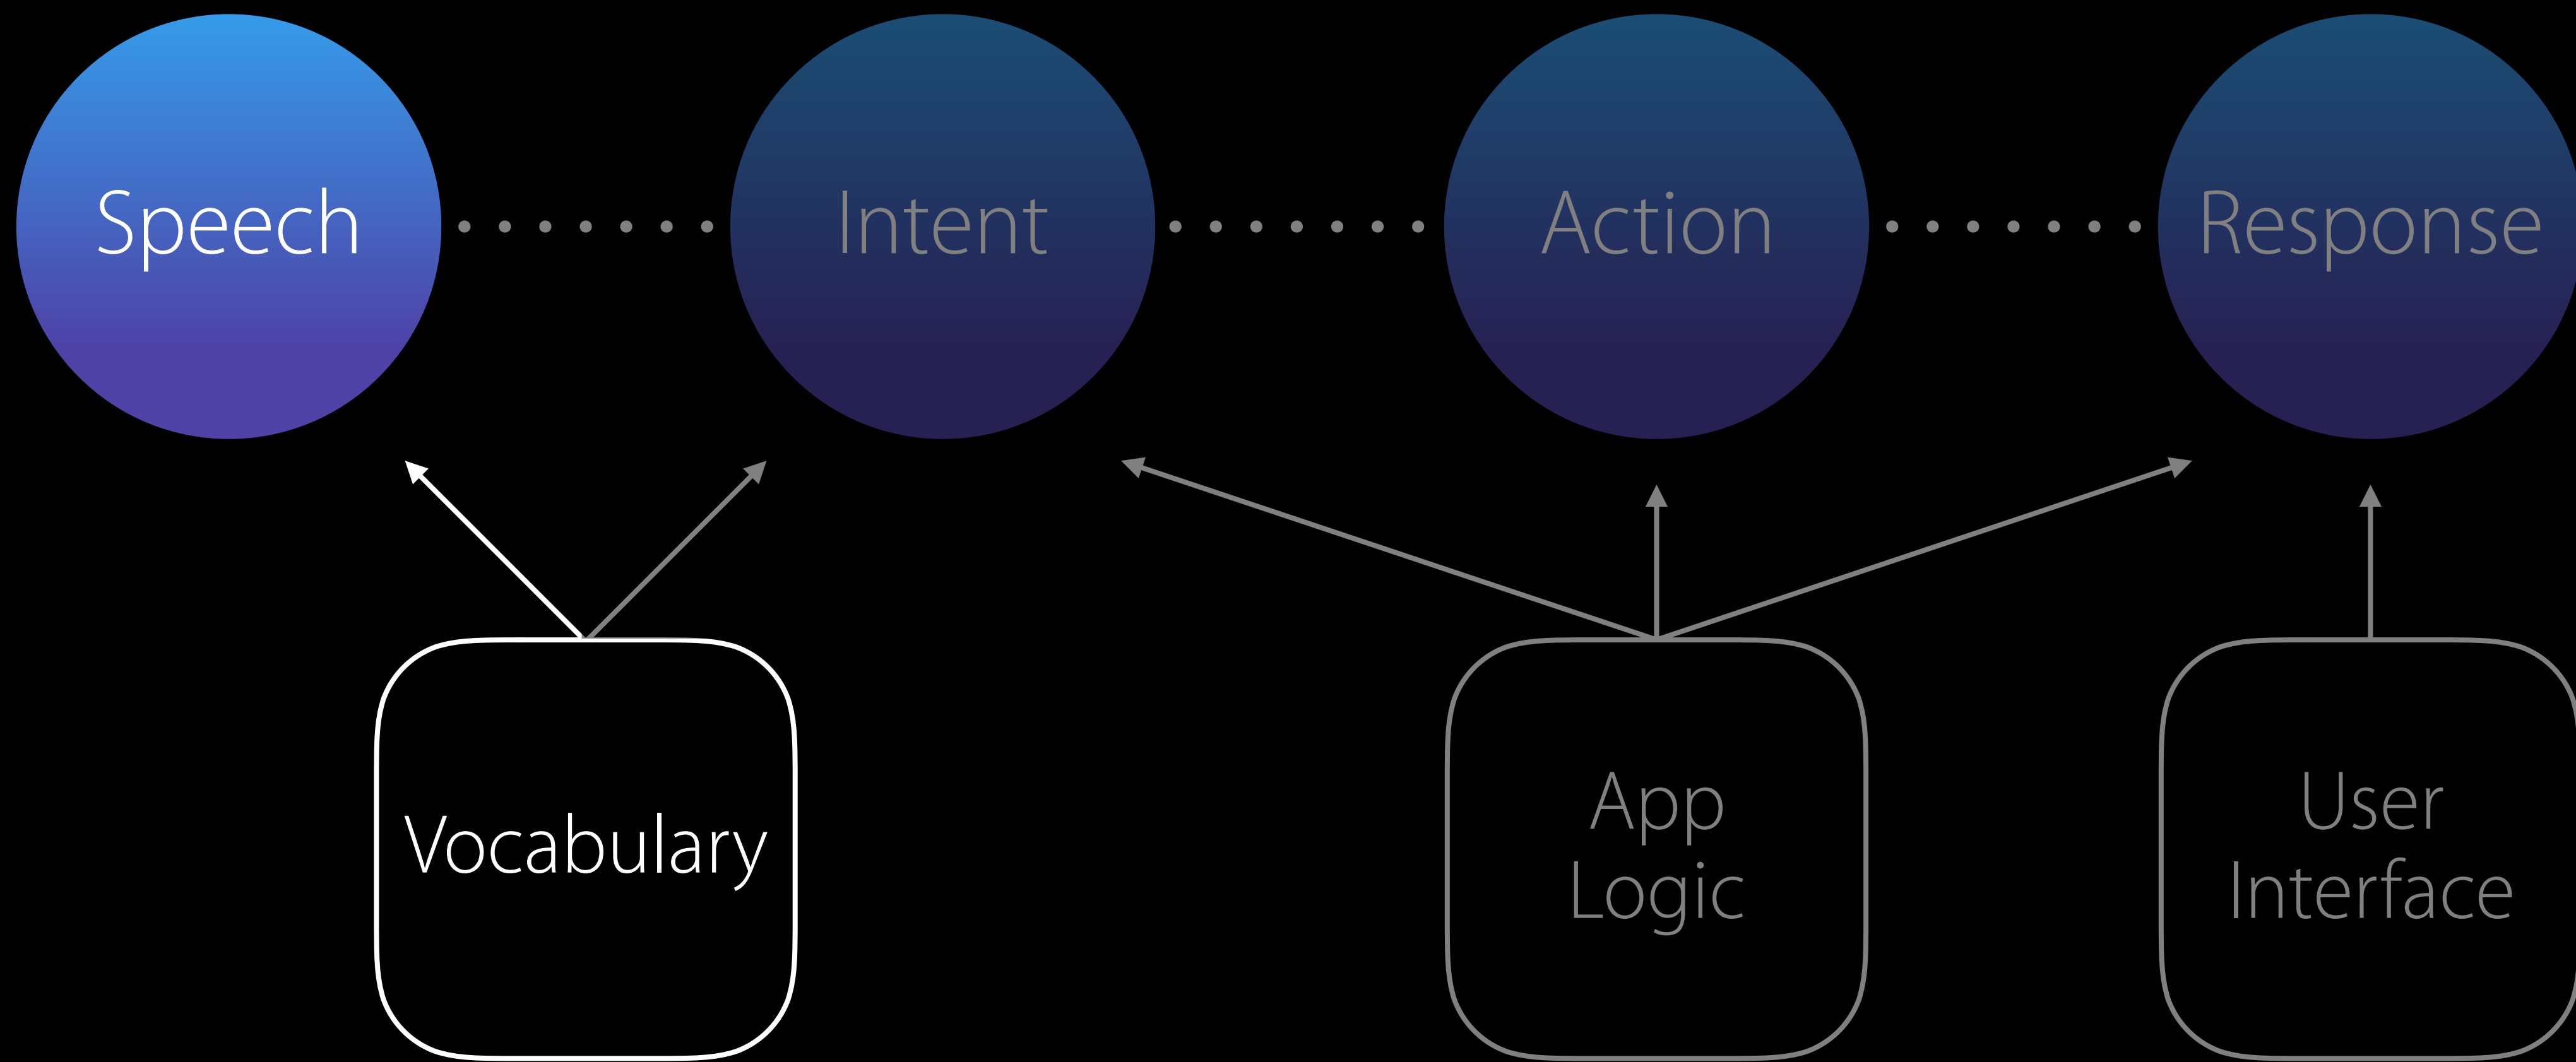 Speech
Intent
Action
Response
Vocabulary
App
Logic
User
Interface